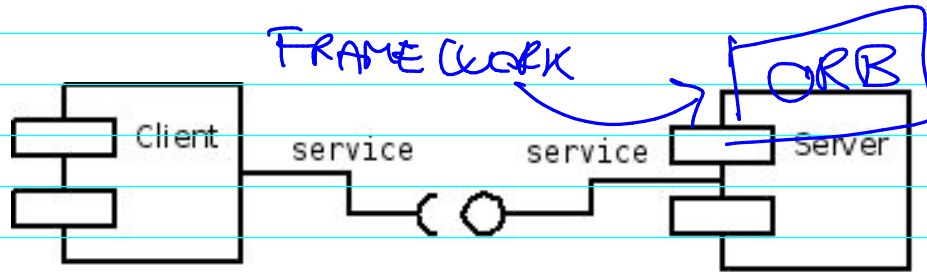 FRAMEWORK
ORB
Client
service
service
Server